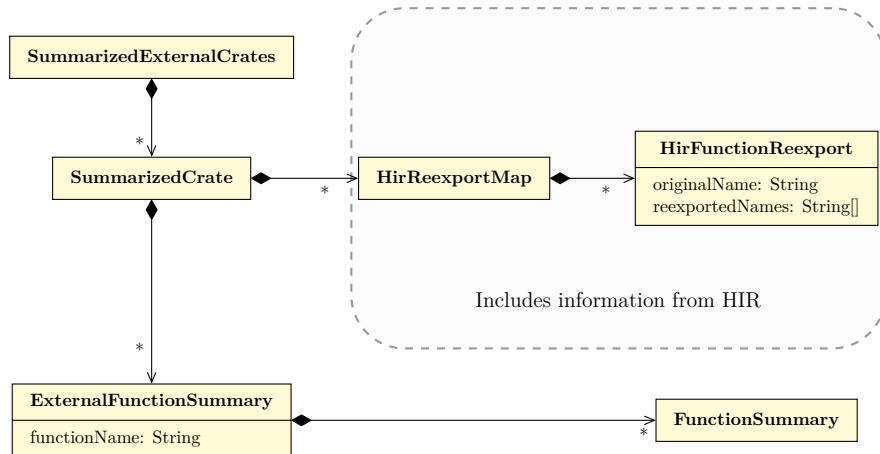 SummarizedExternalCrates
*
SummarizedCrate
*
HirReexportMap
*
HirFunctionReexport
originalName: String
reexportedNames: String[]
Includes information from HIR
*
ExternalFunctionSummary
functionName: String
*
FunctionSummary